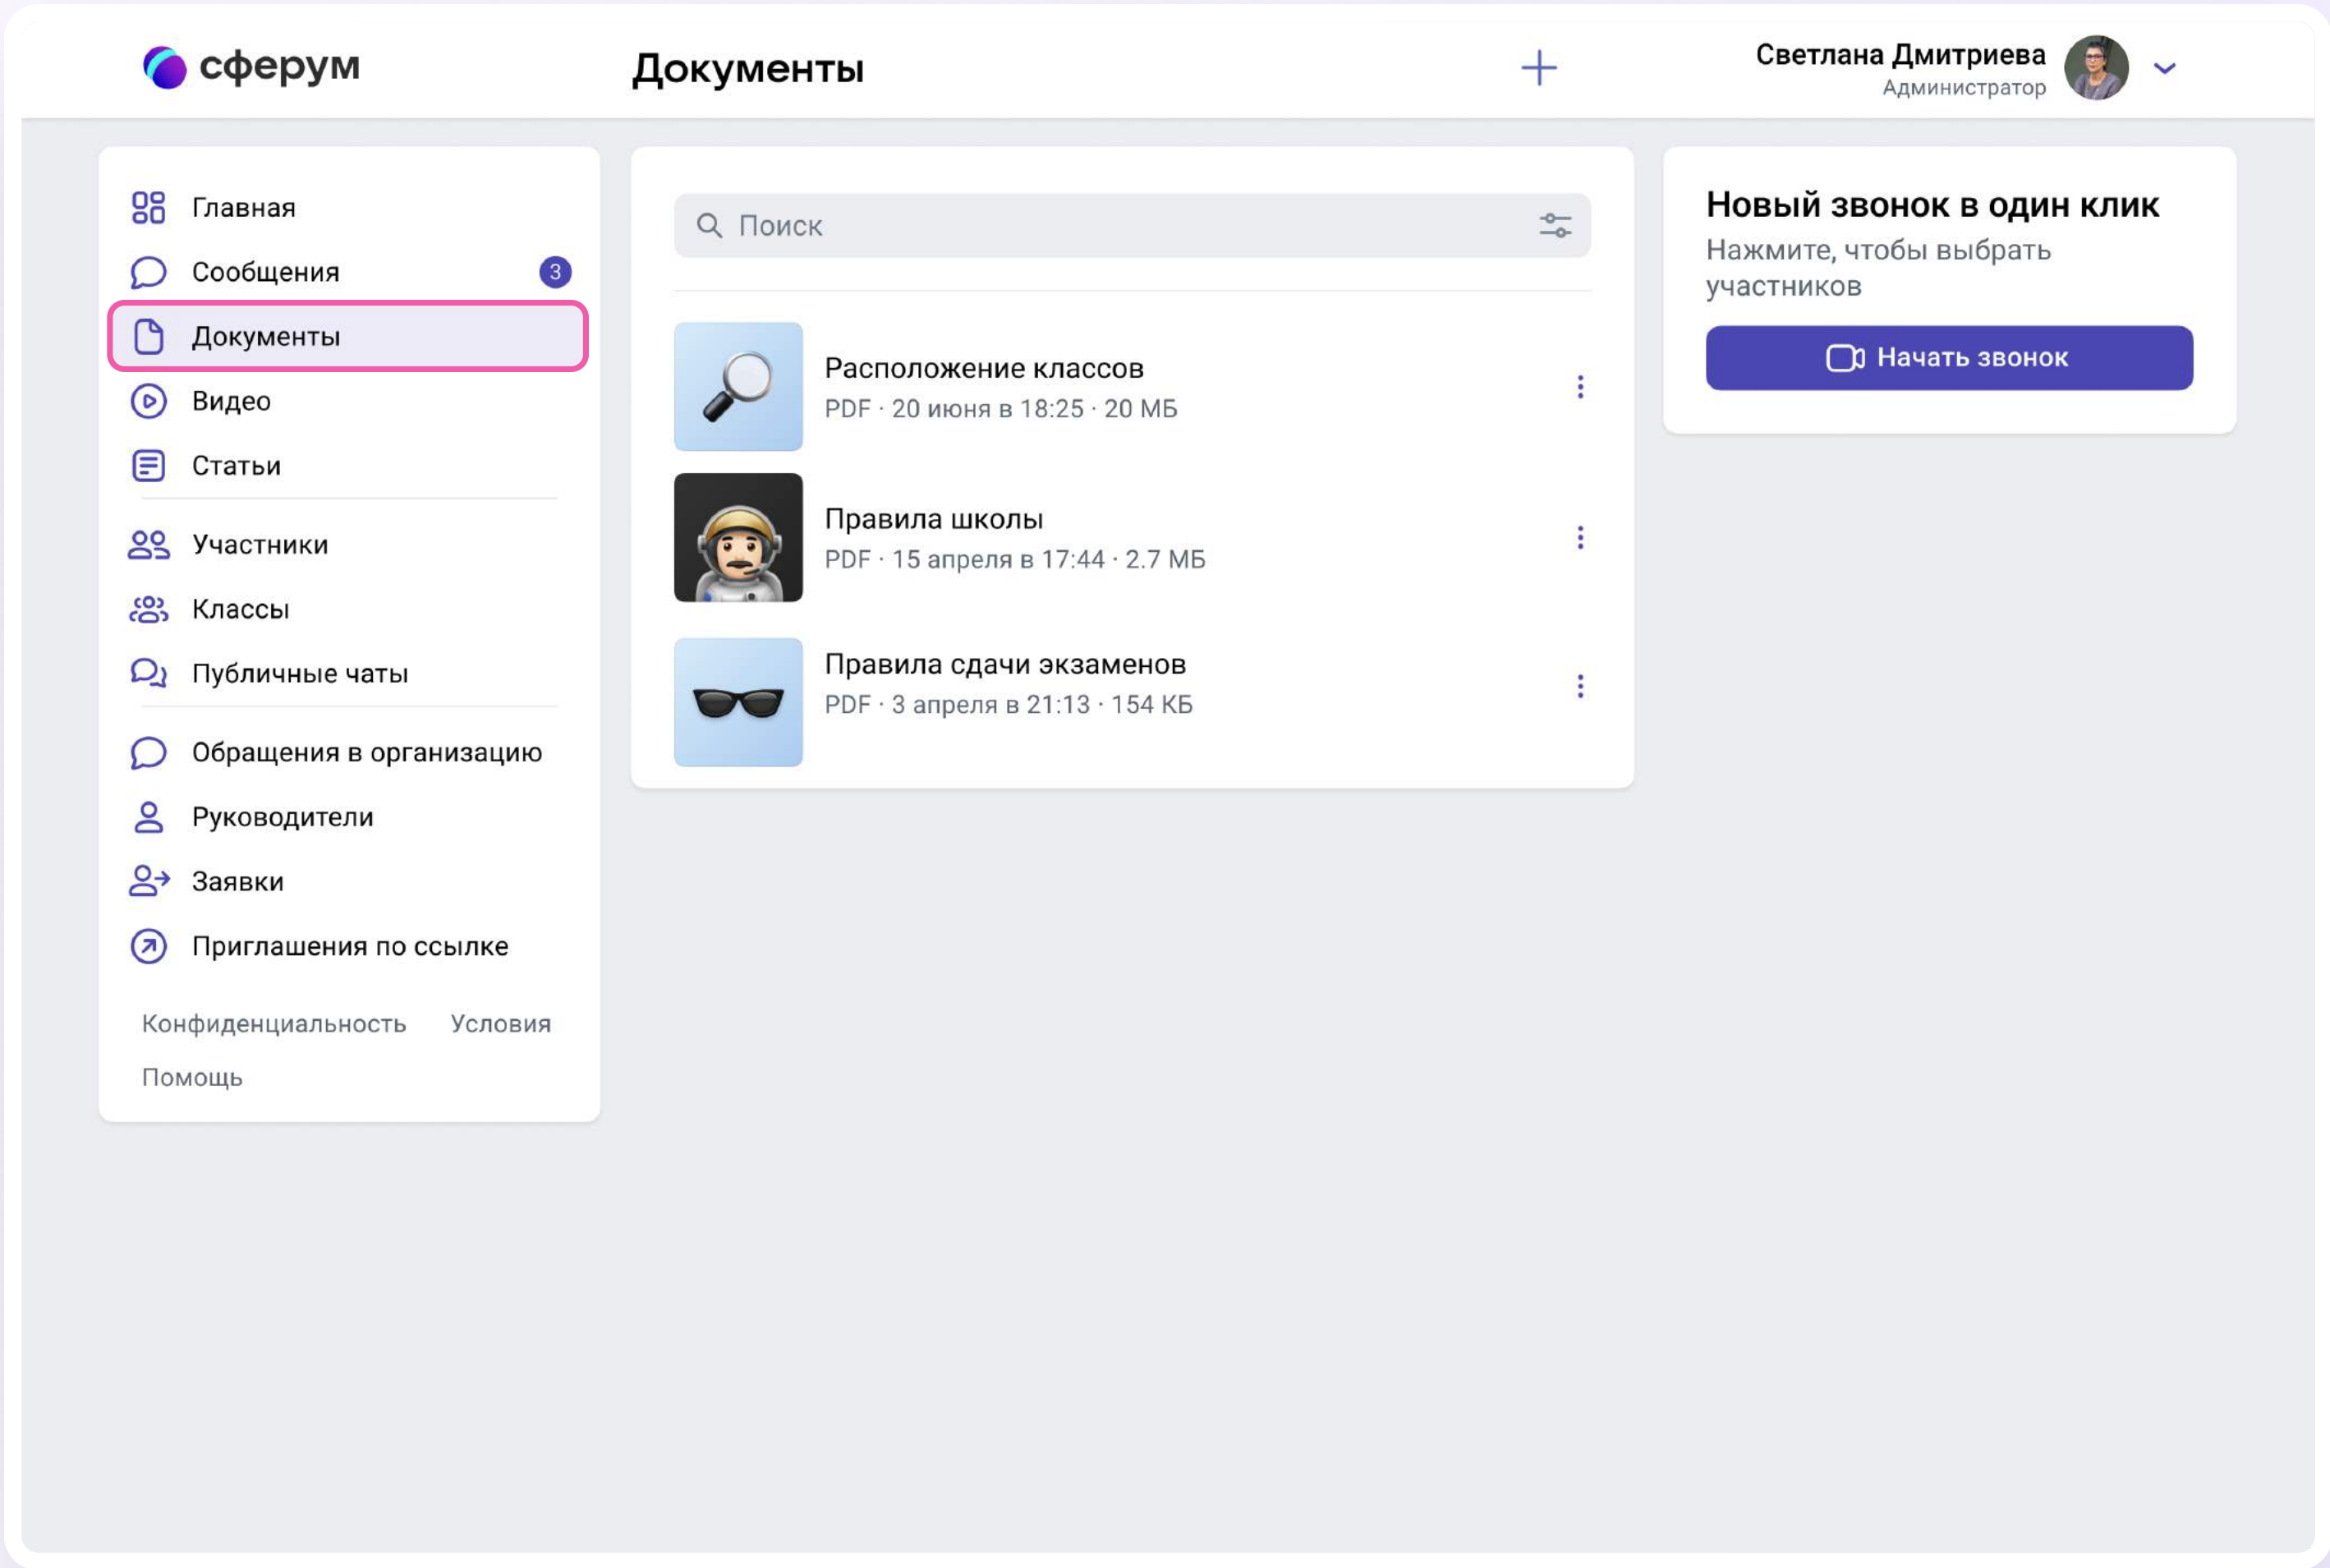 сферум
Документы
Светлана Дмитриева
Администратор
Главная
Сообщения
3
Документы
Видео
Статьи
Участники
Классы
Публичные чаты
Обращения в организацию
Руководители
Заявки
Приглашения по ссылке
Конфиденциальность Условия
Помощь
Поиск
Расположение классов
PDF · 20 июня в 18:25 · 20 МБ
Правила школы
PDF · 15 апреля в 17:44 · 2.7 МБ
Правила сдачи экзаменов
PDF · 3 апреля в 21:13 · 154 КБ
Новый звонок в один клик
Нажмите, чтобы выбрать
участников
Начать звонок